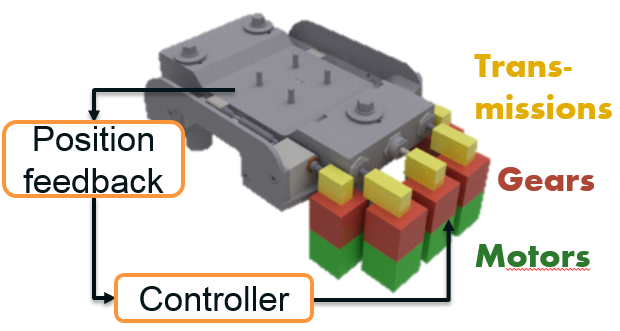 Trans-
missions
Position
feedback
Gears
Motors
Controller